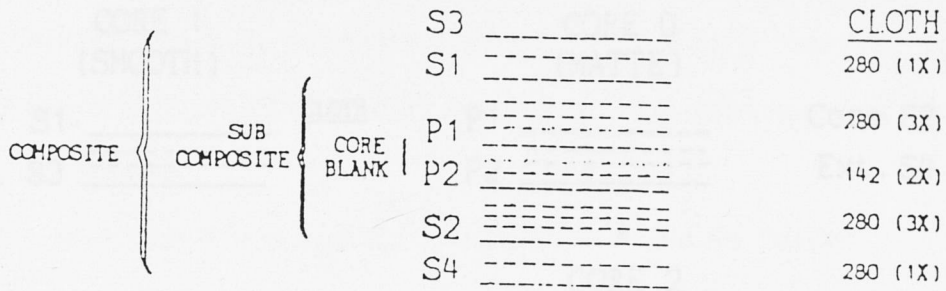 S3 CLOTH
S1 280 (1X)
P1 280 (3X)
SUB
COMPOSITE COMPOSITE CORE
BLANK P2 142 (2X)
S2 280 (3X)
S4 280 (1X)